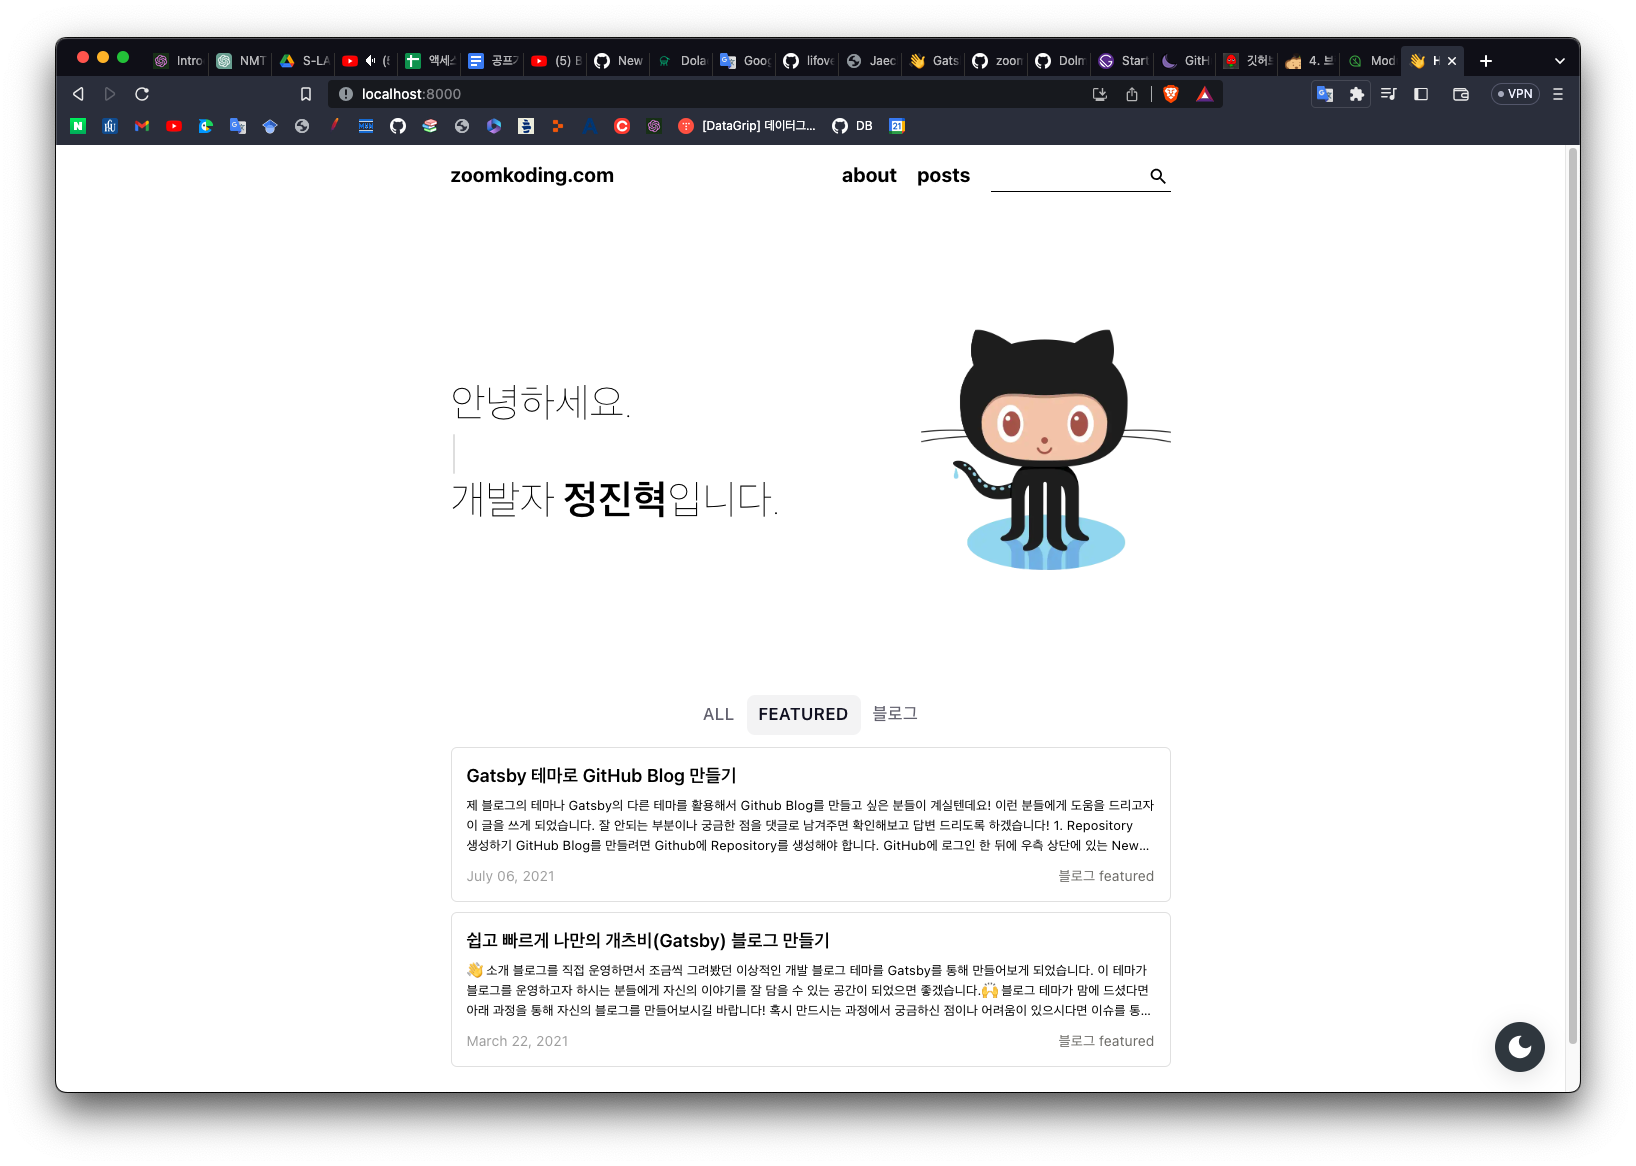 Intro
NMT
S-LA
(5
액세스
공프기
(5) B
New
Dola
Goog
lifove
Jaec
Gats
zoon
Dolm
Start
GitH
깃허브
4. 브
Mod
H
localhost:8000
VPN
[DataGrip] 데이터그...
DB
21
zoomkoding.com
about
posts
안녕하세요.
개발자 정진혁입니다.
ALL
FEATURED
블로그
Gatsby 테마로 GitHub Blog 만들기
제 블로그의 테마나 Gatsby의 다른 테마를 활용해서 Github Blog를 만들고 싶은 분들이 계실텐데요! 이런 분들에게 도움을 드리고자
이 글을 쓰게 되었습니다. 잘 안되는 부분이나 궁금한 점을 댓글로 남겨주면 확인해보고 답변 드리도록 하겠습니다! 1. Repository
생성하기 GitHub Blog를 만들려면 Github에 Repository를 생성해야 합니다. GitHub에 로그인 한 뒤에 우측 상단에 있는 New...
July 06, 2021
블로그 featured
쉽고 빠르게 나만의 개츠비(Gatsby) 블로그 만들기
👋 소개 블로그를 직접 운영하면서 조금씩 그려봤던 이상적인 개발 블로그 테마를 Gatsby를 통해 만들어보게 되었습니다. 이 테마가
블로그를 운영하고자 하시는 분들에게 자신의 이야기를 잘 담을 수 있는 공간이 되었으면 좋겠습니다.🙌 블로그 테마가 맘에 드셨다면
아래 과정을 통해 자신의 블로그를 만들어보시길 바랍니다! 혹시 만드시는 과정에서 궁금하신 점이나 어려움이 있으시다면 이슈를 통...
March 22, 2021
블로그 featured